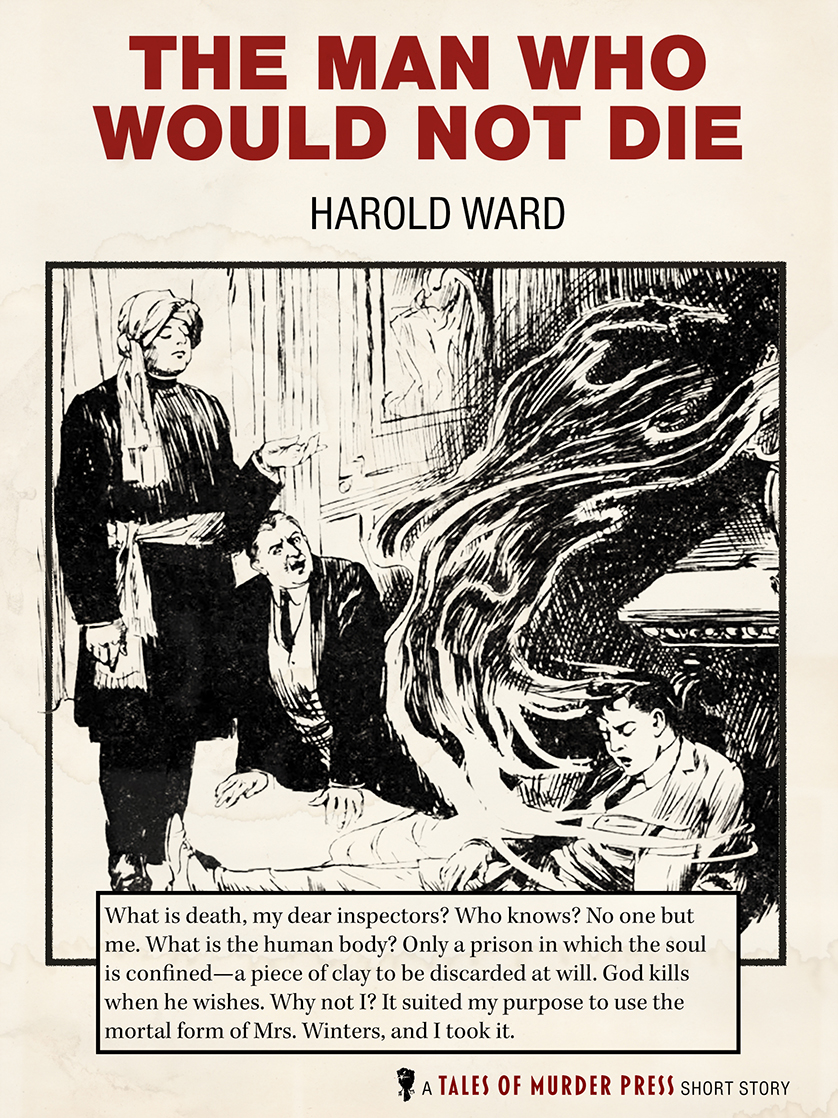 THE MAN WHO
WOULD NOT DIE
HAROLD WARD
What is death, my dear inspectors? Who knows? No one but
me. What is the human body? Only a prison in which the soul
is confined—a piece of clay to be discarded at will. God kills
when he wishes. Why not I? It suited my purpose to use the
mortal form of Mrs. Winters, and I took it.
A TALES OF MURDER PRESS SHORT STORY